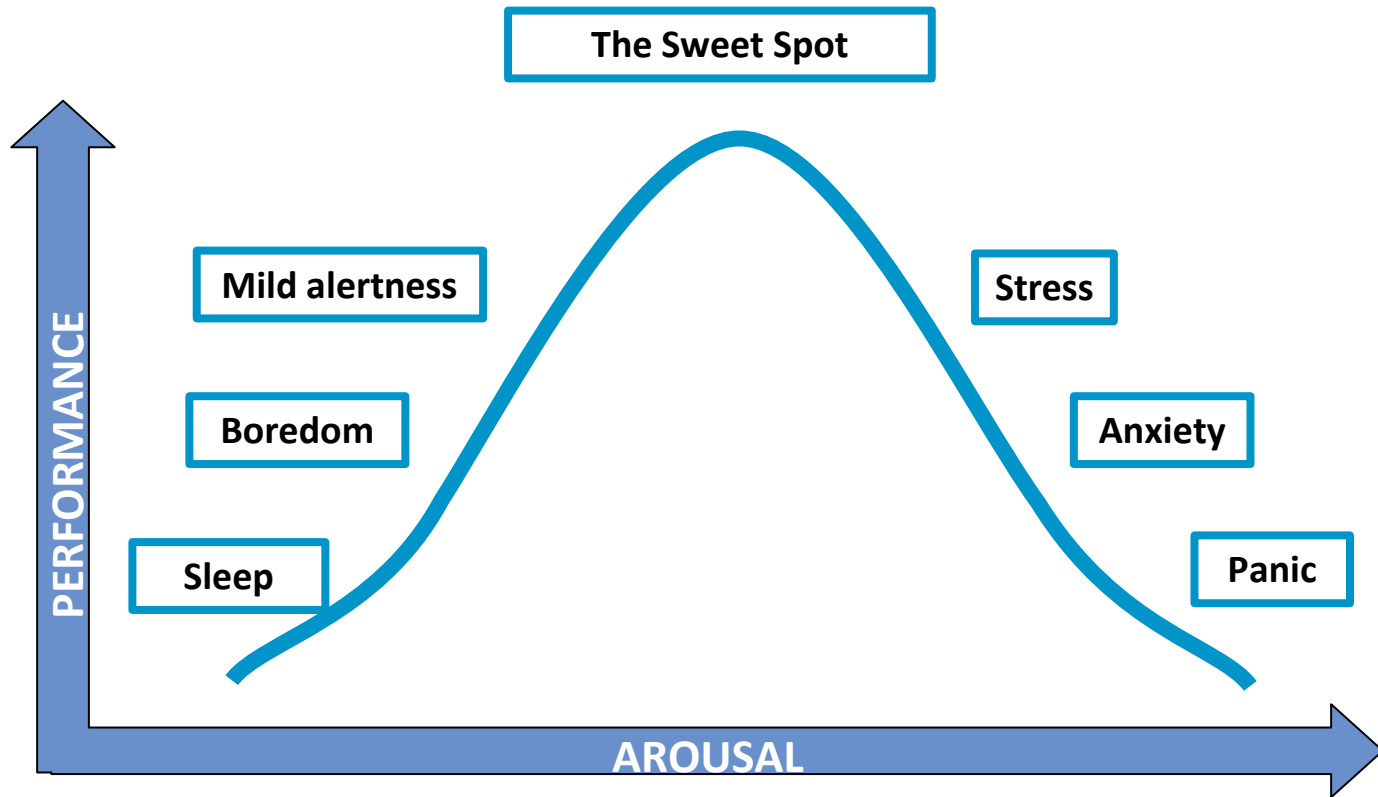 The Sweet Spot
Mild alertness
Stress
Boredom
Anxiety
Sleep
Panic
PERFORMANCE
AROUSAL